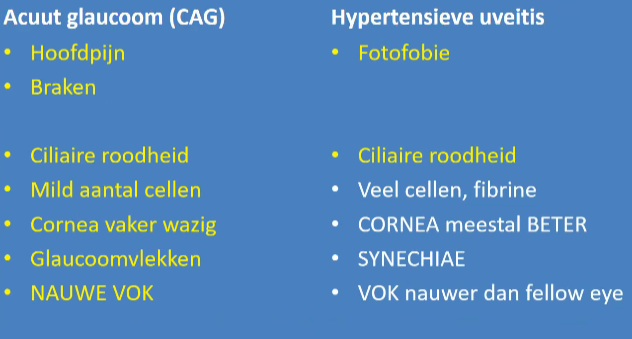 Acuut glaucoom (CAG)
• Hoofdpijn
• Braken
• Ciliaire roodheid
• Mild aantal cellen
• Cornea vaker wazig
• Glaucoomvlekken
• NAUWE VOK
Hypertensieve uveitis
• Fotofobie
• Ciliaire roodheid
• Veel cellen, fibrine
• CORNEA meestal BETER
• SYNECHIAE
• VOK nauwer dan fellow eye